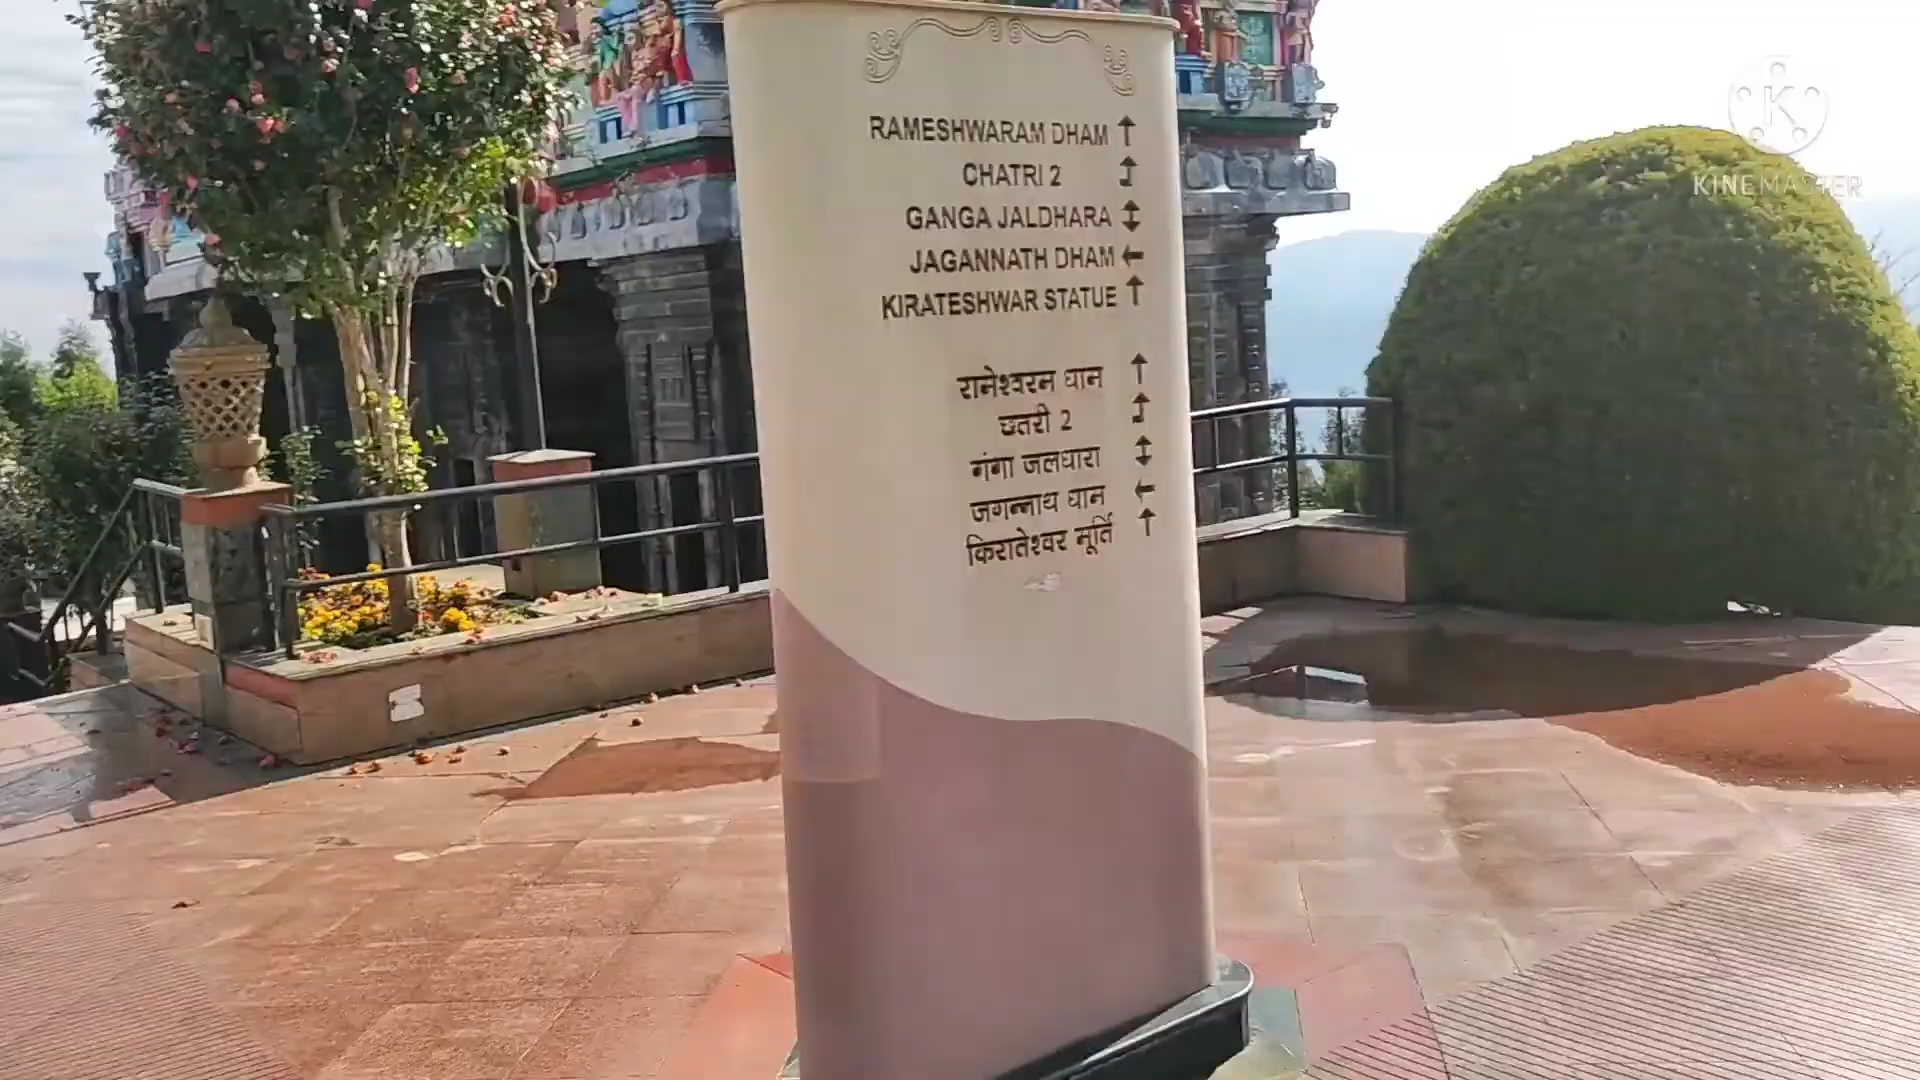 RAMESHWARAM DHAM ↑
CHATRI 2
GANGA JALDHARA ↕
JAGANNATH DHAM ←
KIRATESHWAR STATUE ↑
रानेश्वरन धान ↑
छतरी 2
गंगा जलधारा ↕
जगन्नाथ धान ←
किरातेश्वर मूर्ति ↑
K
KINEMASTER